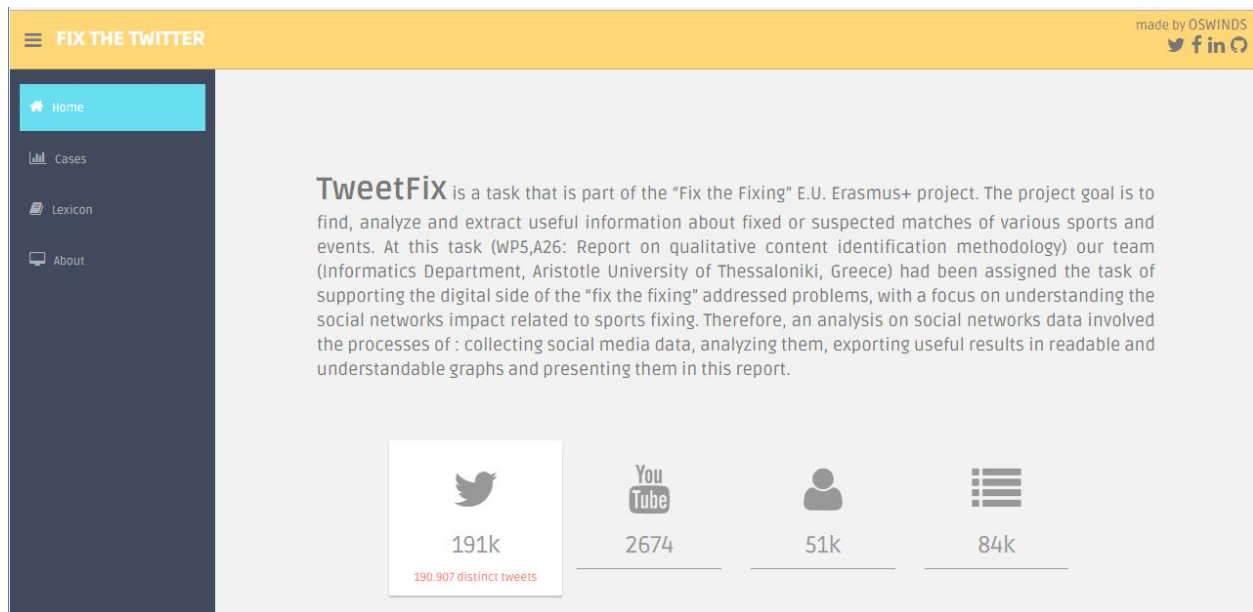 FIX THE TWITTER
made by OSWINDS
Home
Cases
Lexicon
About
TweetFix is a task that is part of the “Fix the Fixing” E.U. Erasmus+ project. The project goal is to
find, analyze and extract useful information about fixed or suspected matches of various sports and
events. At this task (WP5,A26: Report on qualitative content identification methodology) our team
(Informatics Department, Aristotle University of Thessaloniki, Greece) had been assigned the task of
supporting the digital side of the “fix the fixing” addressed problems, with a focus on understanding the
social networks impact related to sports fixing. Therefore, an analysis on social networks data involved
the processes of : collecting social media data, analyzing them, exporting useful results in readable and
understandable graphs and presenting them in this report.
You
Tube
191k
2674
51k
84k
190.907 distinct tweets